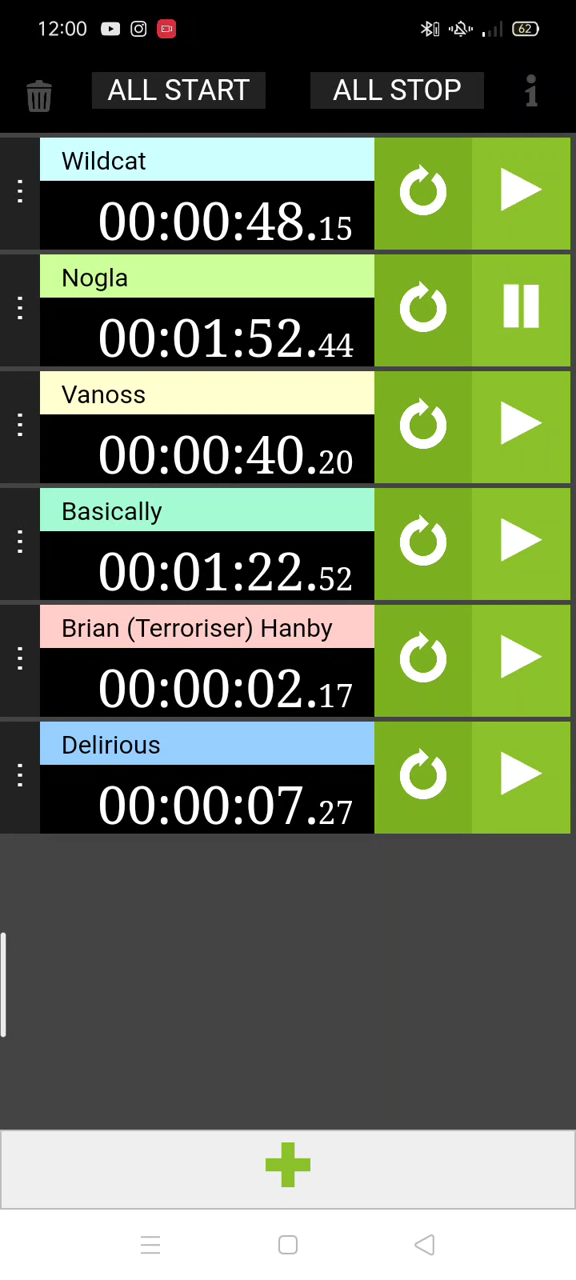 12:00
62
ALL START
ALL STOP
Wildcat
00:00:48.15
Nogla
00:01:52.44
Vanoss
00:00:40.20
Basically
00:01:22.52
Brian (Terroriser) Hanby
00:00:02.17
Delirious
00:00:07.27